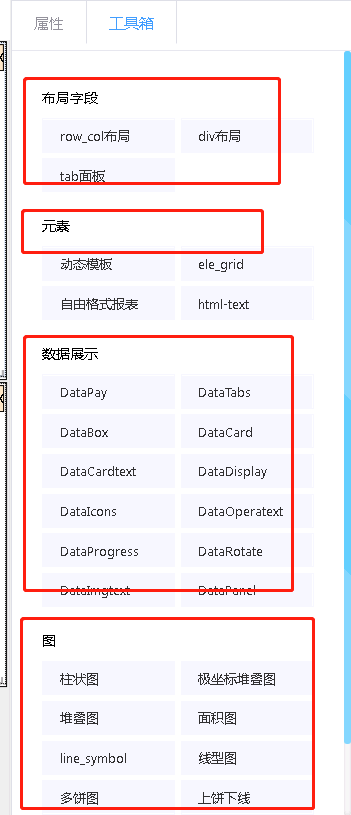 属性 工具箱
布局字段
row_col布局 div布局
tab面板
元素
动态模板 ele_grid
自由格式报表 html-text
数据展示
DataPay DataTabs
DataBox DataCard
DataCardtext DataDisplay
DataIcons DataOperatext
DataProgress DataRotate
DataImgtext DataPanel
图
柱状图 极坐标堆叠图
堆叠图 面积图
line_symbol 线型图
多饼图 上饼下线